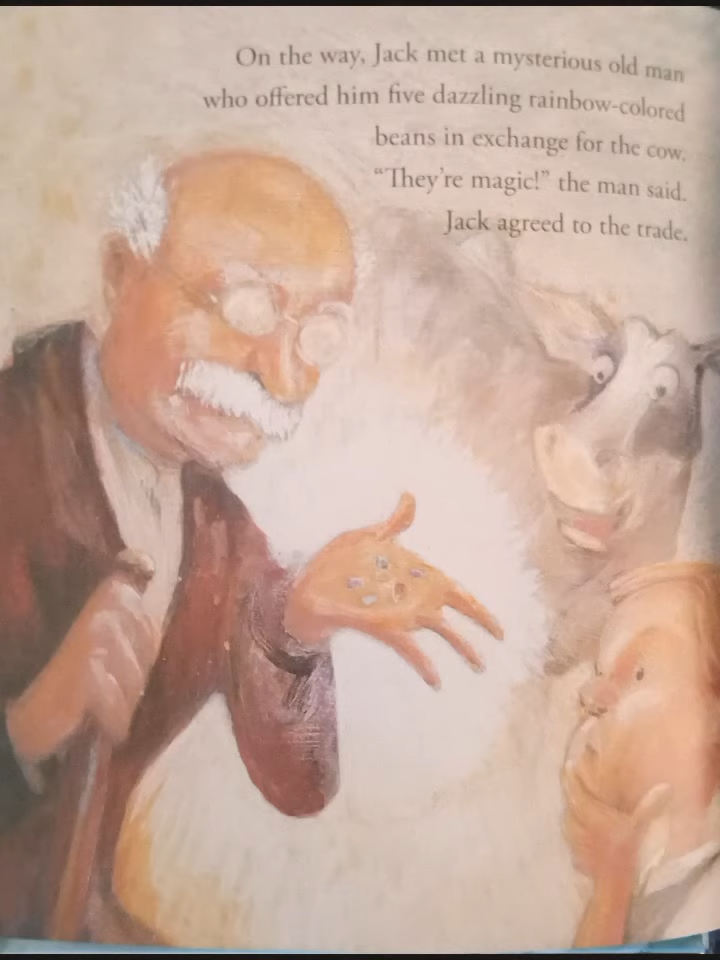 On the way, Jack met a mysterious old man
who offered him five dazzling rainbow-colored
beans in exchange for the cow.
“They’re magic!” the man said.
Jack agreed to the trade.